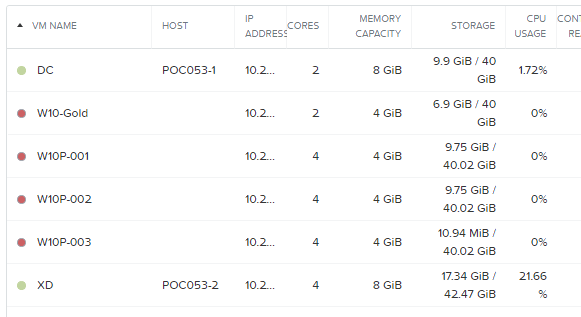 VM NAME HOST IP ADDRESS CORES MEMORY CAPACITY STORAGE CPU USAGE CONT REA
DC POC053-1 10.2... 2 8 GiB 9.9 GiB / 40 GiB 1.72%
W10-Gold 10.2... 2 4 GiB 6.9 GiB / 40 GiB 0%
W10P-001 10.2... 4 4 GiB 9.75 GiB / 40.02 GiB 0%
W10P-002 10.2... 4 4 GiB 9.75 GiB / 40.02 GiB 0%
W10P-003 10.2... 4 4 GiB 10.94 MiB / 40.02 GiB 0%
XD POC053-2 10.2... 4 8 GiB 17.34 GiB / 42.47 GiB 21.66 %